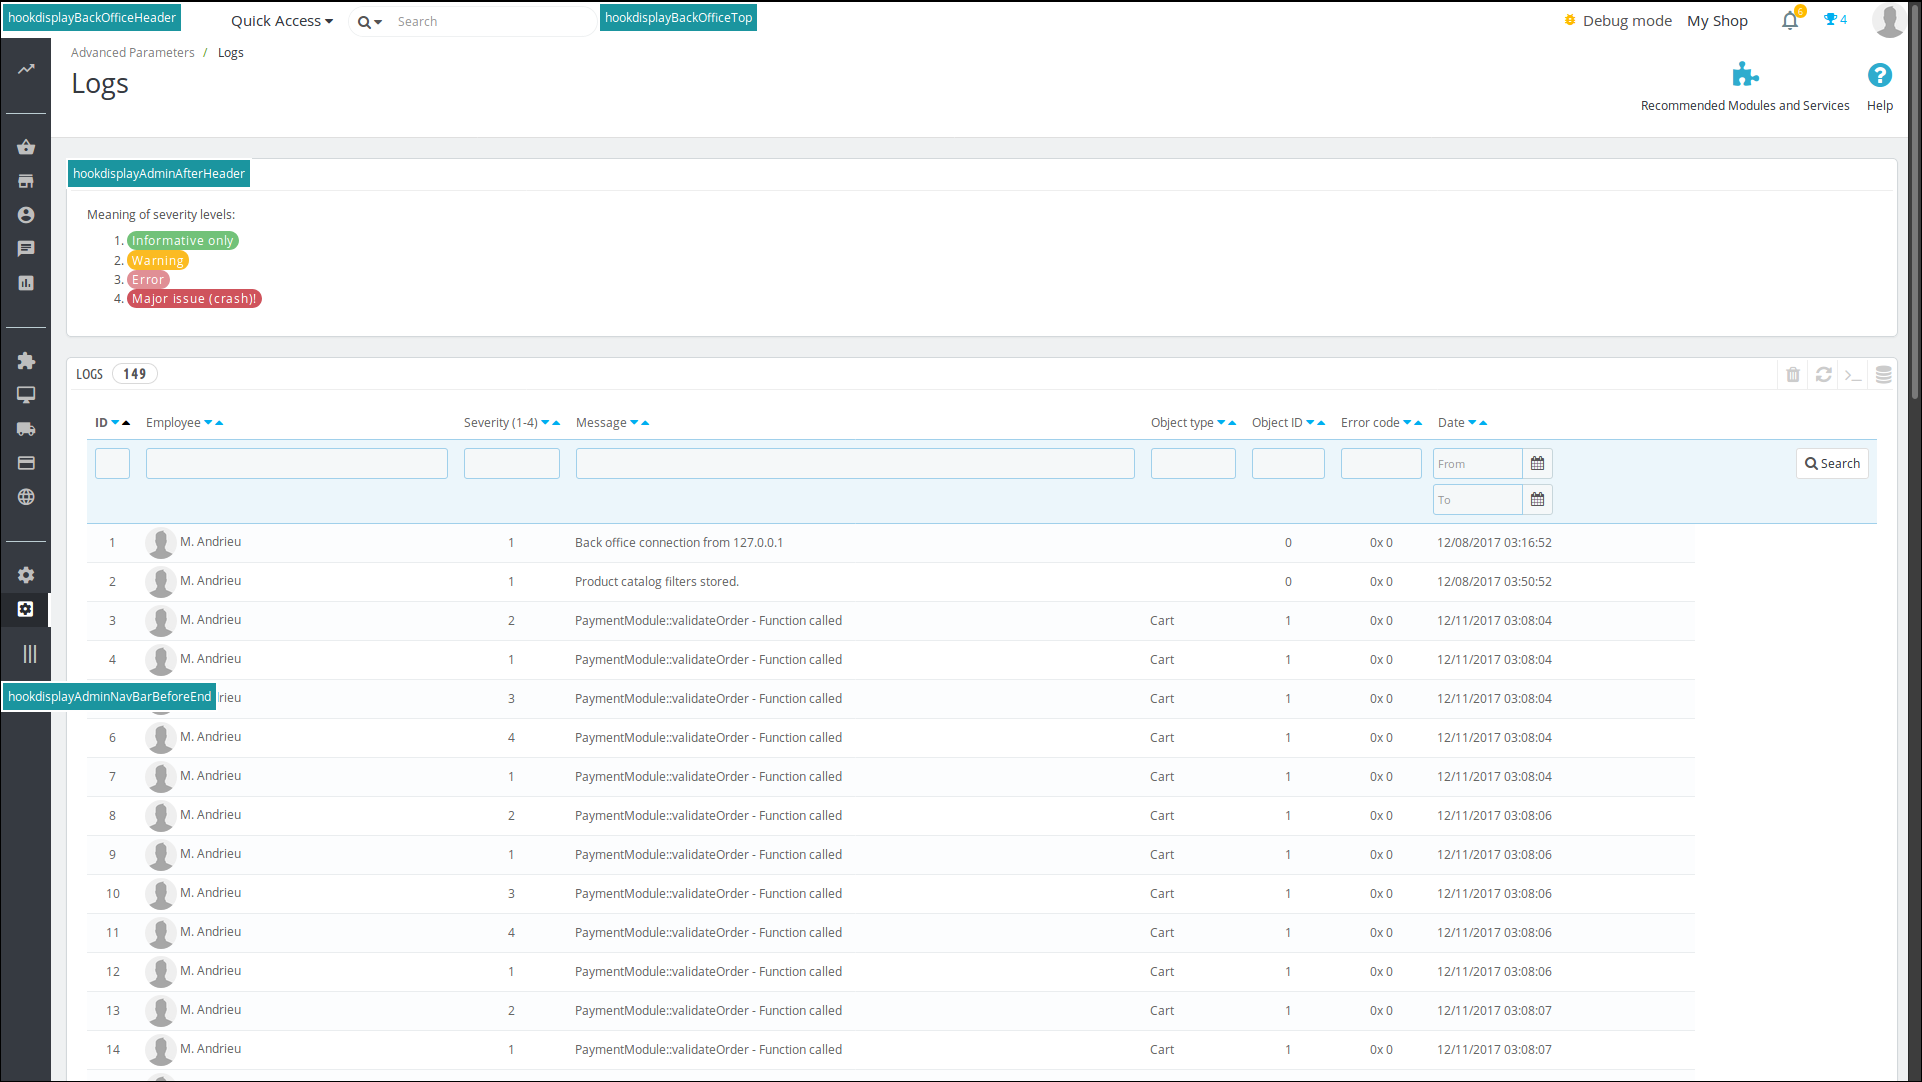 hookdisplayBackOfficeHeader Quick Access Search hookdisplayBackOfficeTop Debug mode My Shop 6 4
Advanced Parameters / Logs
Logs
Recommended Modules and Services Help
hookdisplayAdminAfterHeader
Meaning of severity levels:
1. Informative only
2. Warning
3. Error
4. Major issue (crash)!
LOGS 149
ID Employee Severity (1-4) Message Object type Object ID Error code Date
From Search
To
1 M. Andrieu 1 Back office connection from 127.0.0.1 0 0x 0 12/08/2017 03:16:52
2 M. Andrieu 1 Product catalog filters stored. 0 0x 0 12/08/2017 03:50:52
3 M. Andrieu 2 PaymentModule::validateOrder - Function called Cart 1 0x 0 12/11/2017 03:08:04
4 M. Andrieu 1 PaymentModule::validateOrder - Function called Cart 1 0x 0 12/11/2017 03:08:04
hookdisplayAdminNavBarBeforeEnd rieu 3 PaymentModule::validateOrder - Function called Cart 1 0x 0 12/11/2017 03:08:04
6 M. Andrieu 4 PaymentModule::validateOrder - Function called Cart 1 0x 0 12/11/2017 03:08:04
7 M. Andrieu 1 PaymentModule::validateOrder - Function called Cart 1 0x 0 12/11/2017 03:08:04
8 M. Andrieu 2 PaymentModule::validateOrder - Function called Cart 1 0x 0 12/11/2017 03:08:06
9 M. Andrieu 1 PaymentModule::validateOrder - Function called Cart 1 0x 0 12/11/2017 03:08:06
10 M. Andrieu 3 PaymentModule::validateOrder - Function called Cart 1 0x 0 12/11/2017 03:08:06
11 M. Andrieu 4 PaymentModule::validateOrder - Function called Cart 1 0x 0 12/11/2017 03:08:06
12 M. Andrieu 1 PaymentModule::validateOrder - Function called Cart 1 0x 0 12/11/2017 03:08:06
13 M. Andrieu 2 PaymentModule::validateOrder - Function called Cart 1 0x 0 12/11/2017 03:08:07
14 M. Andrieu 1 PaymentModule::validateOrder - Function called Cart 1 0x 0 12/11/2017 03:08:07